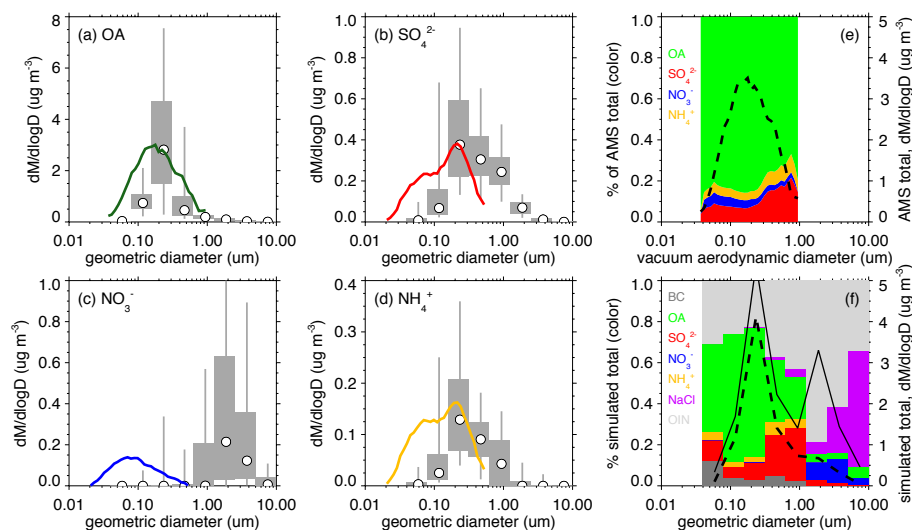 (a) OA
dM/dlogD (ug m-3)
8
6
4
2
0
0.01 0.10 1.00 10.00
geometric diameter (um)
(b) SO4 2-
dM/dlogD (ug m-3)
1.0
0.8
0.6
0.4
0.2
0.0
0.01 0.10 1.00 10.00
geometric diameter (um)
(e)
% of AMS total (color)
1.0
0.8
0.6
0.4
0.2
0.0
OA
SO4 2-
NO3 -
NH4 +
5
4
3
2
1
0
AMS total, dM/dlogD (ug m-3)
0.01 0.10 1.00 10.00
vacuum aerodynamic diameter (um)
(c) NO3 -
dM/dlogD (ug m-3)
1.0
0.8
0.6
0.4
0.2
0.0
0.01 0.10 1.00 10.00
geometric diameter (um)
(d) NH4 +
dM/dlogD (ug m-3)
0.4
0.3
0.2
0.1
0.0
0.01 0.10 1.00 10.00
geometric diameter (um)
(f)
% simulated total (color)
1.0
0.8
0.6
0.4
0.2
0.0
BC
OA
SO4 2-
NO3 -
NH4 +
NaCl
OIN
5
4
3
2
1
0
simulated total, dM/dlogD (ug m-3)
0.01 0.10 1.00 10.00
geometric diameter (um)